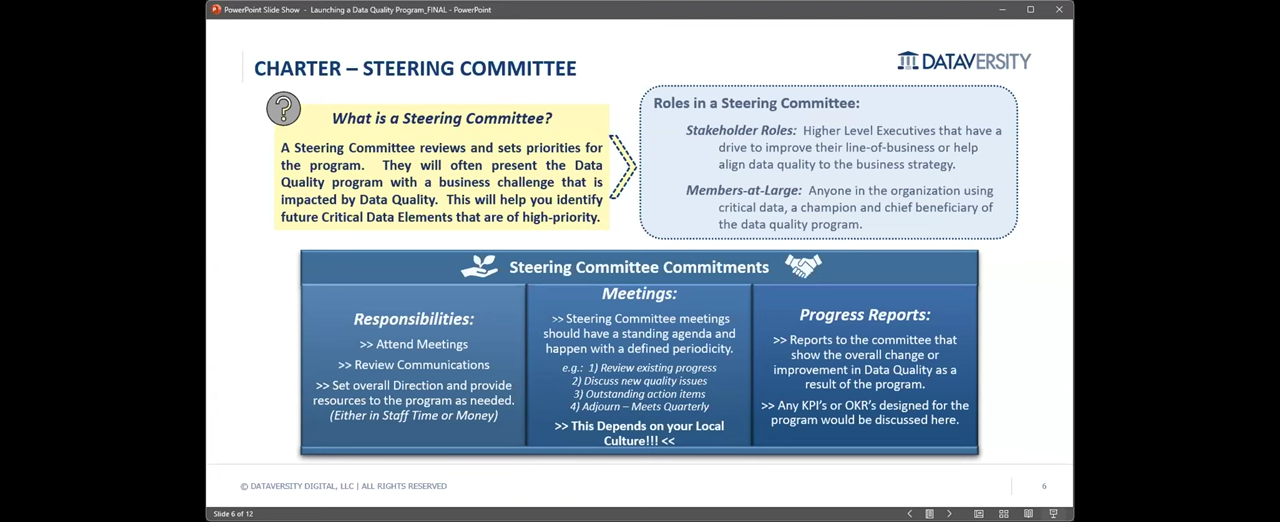 PowerPoint Slide Show - Launching a Data Quality Program_FINAL - PowerPoint
CHARTER – STEERING COMMITTEE
DATAVERSITY
?
What is a Steering Committee?
A Steering Committee reviews and sets priorities for
the program. They will often present the Data
Quality program with a business challenge that is
impacted by Data Quality. This will help you identify
future Critical Data Elements that are of high-priority.
Roles in a Steering Committee:
Stakeholder Roles: Higher Level Executives that have a
drive to improve their line-of-business or help
align data quality to the business strategy.
Members-at-Large: Anyone in the organization using
critical data, a champion and chief beneficiary of
the data quality program.
Steering Committee Commitments
Responsibilities:
>> Attend Meetings
>> Review Communications
>> Set overall Direction and provide
resources to the program as needed.
(Either in Staff Time or Money)
Meetings:
>> Steering Committee meetings
should have a standing agenda and
happen with a defined periodicity.
e.g.: 1) Review existing progress
2) Discuss new quality issues
3) Outstanding action items
4) Adjourn – Meets Quarterly
>> This Depends on your Local
Culture!!! <<
Progress Reports:
>> Reports to the committee that
show the overall change or
improvement in Data Quality as a
result of the program.
>> Any KPI's or OKR's designed for the
program would be discussed here.
© DATAVERSITY DIGITAL, LLC | ALL RIGHTS RESERVED
6
Slide 6 of 12